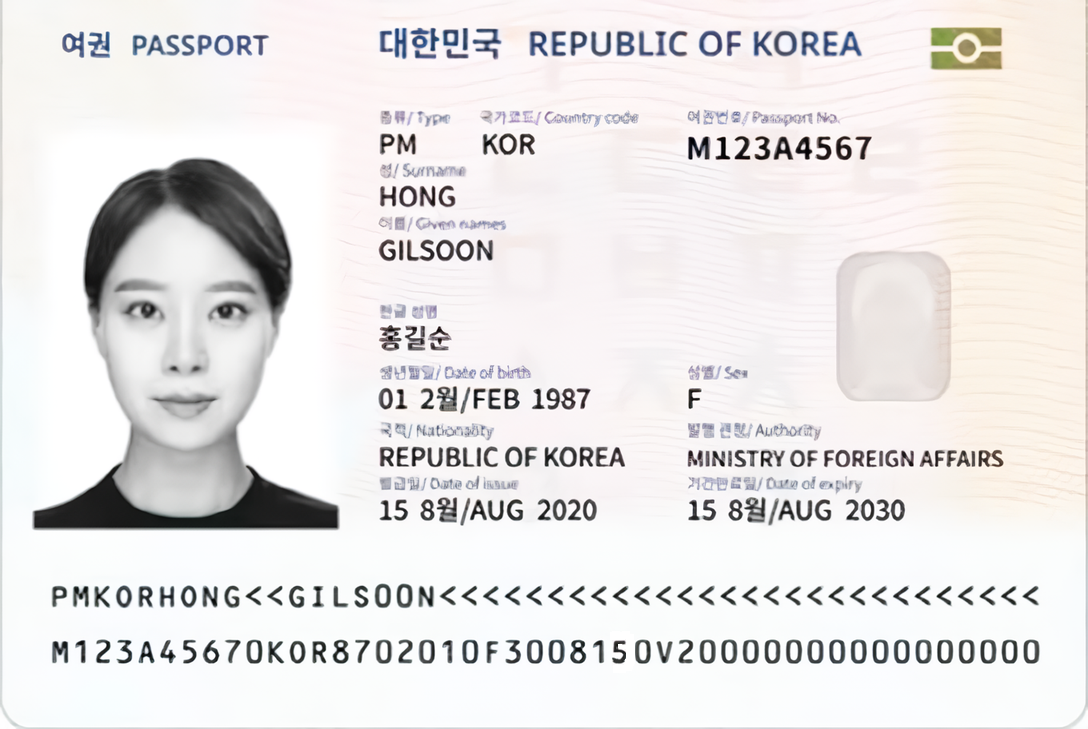 여권 PASSPORT 대한민국 REPUBLIC OF KOREA
종류/ Type 국가코드/ Country code 여권번호/ Passport No.
PM KOR M123A4567
성/ Surname
HONG
이름/ Given names
GILSOON
한글 성명
홍길순
생년월일/ Date of birth 성별/ Sex
01 2월/FEB 1987 F
국적/ Nationality 발행 관청/ Authority
REPUBLIC OF KOREA MINISTRY OF FOREIGN AFFAIRS
발급일/ Date of issue 기간만료일/ Date of expiry
15 8월/AUG 2020 15 8월/AUG 2030
PMKORHONG<<GILSOON<<<<<<<<<<<<<<<<<<<<<<<<<<<<
M123A45670KOR8702010F3008150V20000000000000000